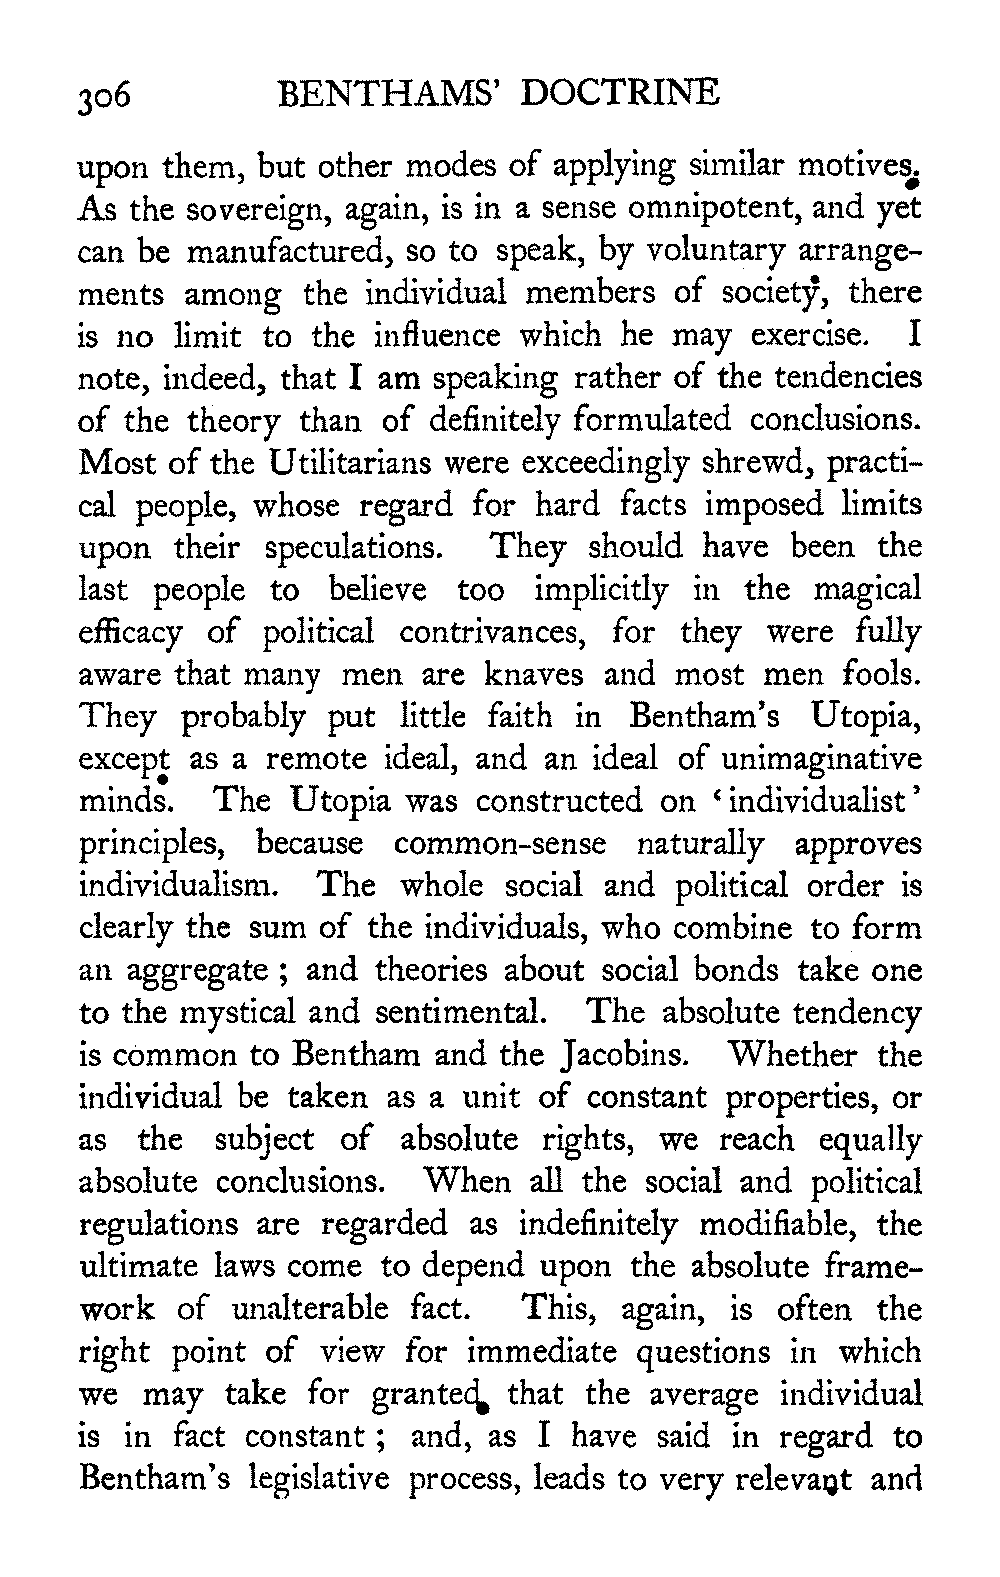 306 BENTHAMS' DOCTRINE
upon them, but other modes of applying similar motives.
As the sovereign, again, is in a sense omnipotent, and yet
can be manufactured, so to speak, by voluntary arrange-
ments among the individual members of society, there
is no limit to the influence which he may exercise. I
note, indeed, that I am speaking rather of the tendencies
of the theory than of definitely formulated conclusions.
Most of the Utilitarians were exceedingly shrewd, practi-
cal people, whose regard for hard facts imposed limits
upon their speculations. They should have been the
last people to believe too implicitly in the magical
efficacy of political contrivances, for they were fully
aware that many men are knaves and most men fools.
They probably put little faith in Bentham's Utopia,
except as a remote ideal, and an ideal of unimaginative
minds. The Utopia was constructed on ‘individualist’
principles, because common-sense naturally approves
individualism. The whole social and political order is
clearly the sum of the individuals, who combine to form
an aggregate ; and theories about social bonds take one
to the mystical and sentimental. The absolute tendency
is common to Bentham and the Jacobins. Whether the
individual be taken as a unit of constant properties, or
as the subject of absolute rights, we reach equally
absolute conclusions. When all the social and political
regulations are regarded as indefinitely modifiable, the
ultimate laws come to depend upon the absolute frame-
work of unalterable fact. This, again, is often the
right point of view for immediate questions in which
we may take for granted that the average individual
is in fact constant ; and, as I have said in regard to
Bentham's legislative process, leads to very relevant and